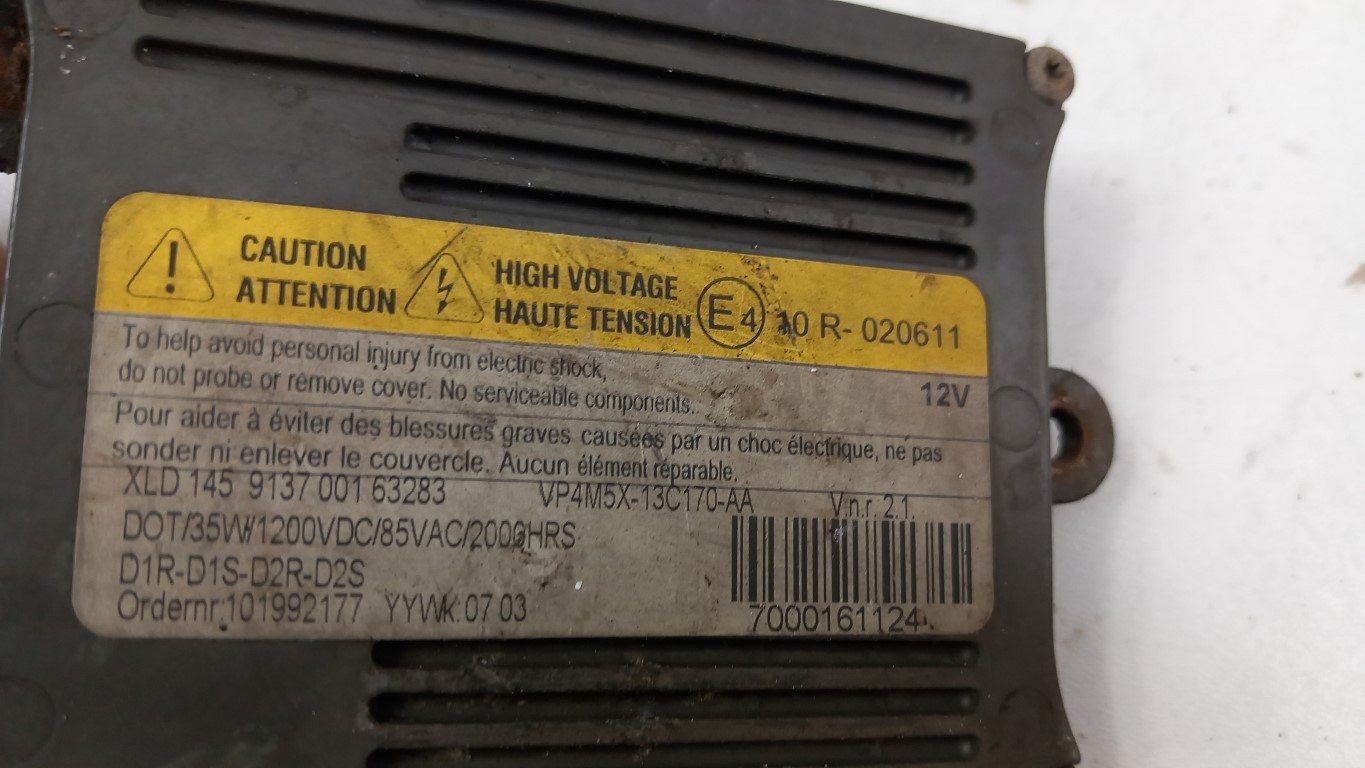 CAUTION
ATTENTION
HIGH VOLTAGE
HAUTE TENSION
E4 10 R- 020611
To help avoid personal injury from electric shock,
do not probe or remove cover. No serviceable components.
12V
Pour aider à éviter des blessures graves causées par un choc électrique, ne pas
sonder ni enlever le couvercle. Aucun élément réparable.
XLD 145 9137 001 63283 VP4M5X-13C170-AA V.n.r. 2.1.
DOT/35W/1200VDC/85VAC/2000HRS
D1R-D1S-D2R-D2S
Ordernr:101992177 YYWk:07 03
7000161124